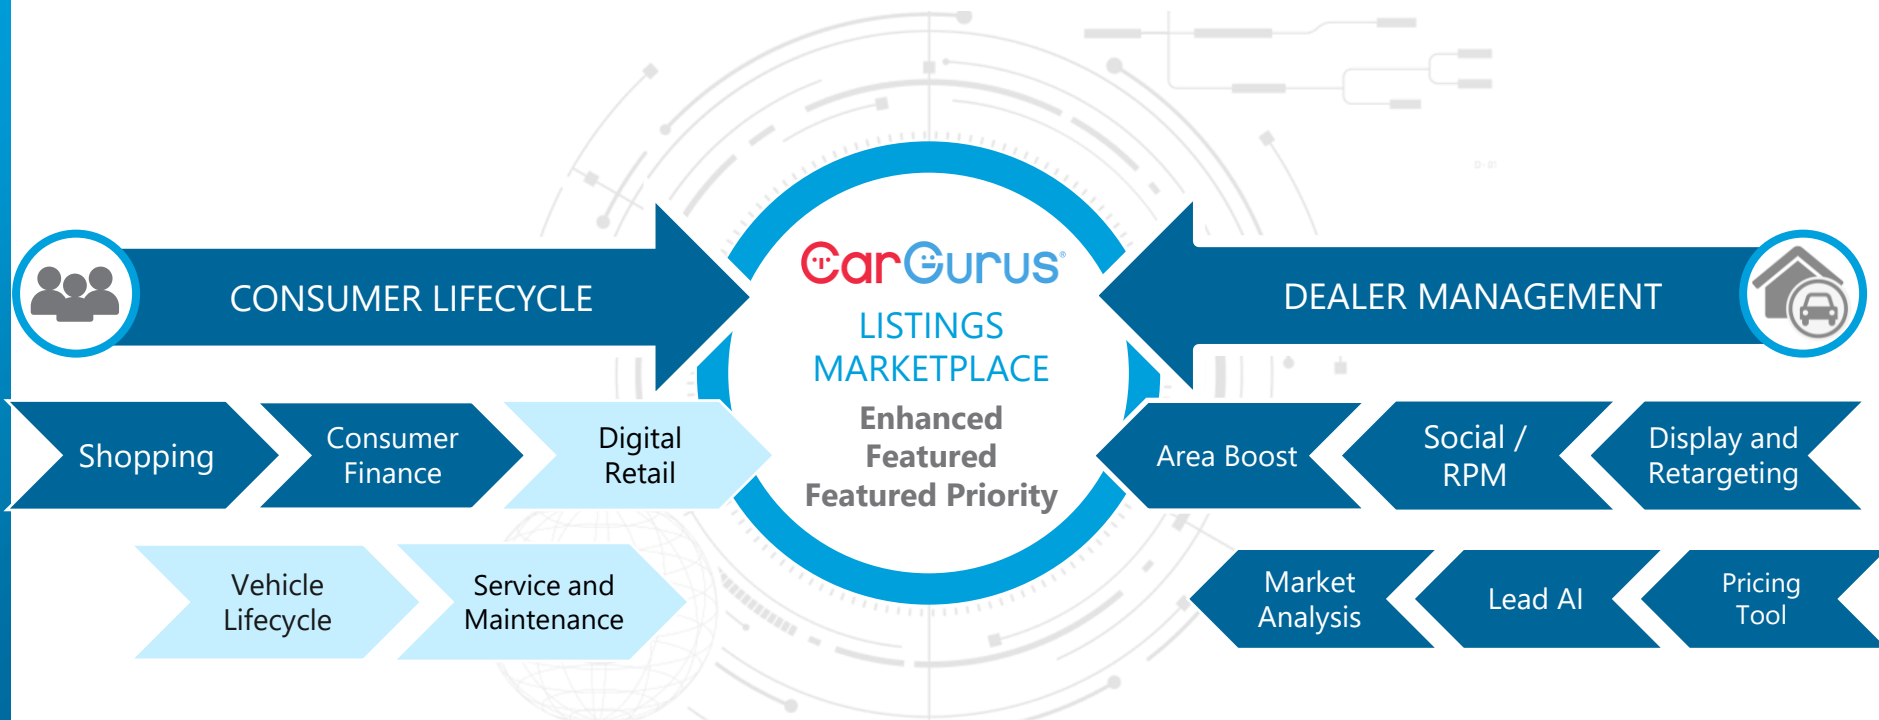 CarGurus®
LISTINGS
MARKETPLACE
Enhanced
Featured
Featured Priority
CONSUMER LIFECYCLE
DEALER MANAGEMENT
Shopping
Consumer
Finance
Digital
Retail
Area Boost
Social /
RPM
Display and
Retargeting
Vehicle
Lifecycle
Service and
Maintenance
Market
Analysis
Lead AI
Pricing
Tool